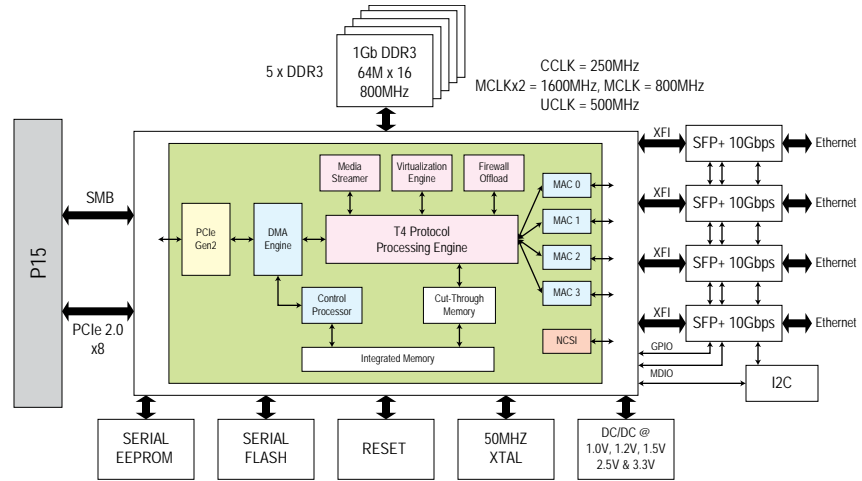 5 x DDR3
1Gb DDR3
64M x 16
800MHz
CCLK = 250MHz
MCLKx2 = 1600MHz, MCLK = 800MHz
UCLK = 500MHz
P15
SMB
PCIe 2.0
x8
PCIe
Gen2
DMA
Engine
Media
Streamer
Virtualization
Engine
Firewall
Offload
T4 Protocol
Processing Engine
Control
Processor
Cut-Through
Memory
Integrated Memory
MAC 0
MAC 1
MAC 2
MAC 3
NCSI
XFI
SFP+ 10Gbps
Ethernet
XFI
SFP+ 10Gbps
Ethernet
XFI
SFP+ 10Gbps
Ethernet
XFI
SFP+ 10Gbps
Ethernet
GPIO
MDIO
I2C
SERIAL
EEPROM
SERIAL
FLASH
RESET
50MHZ
XTAL
DC/DC @
1.0V, 1.2V, 1.5V
2.5V & 3.3V